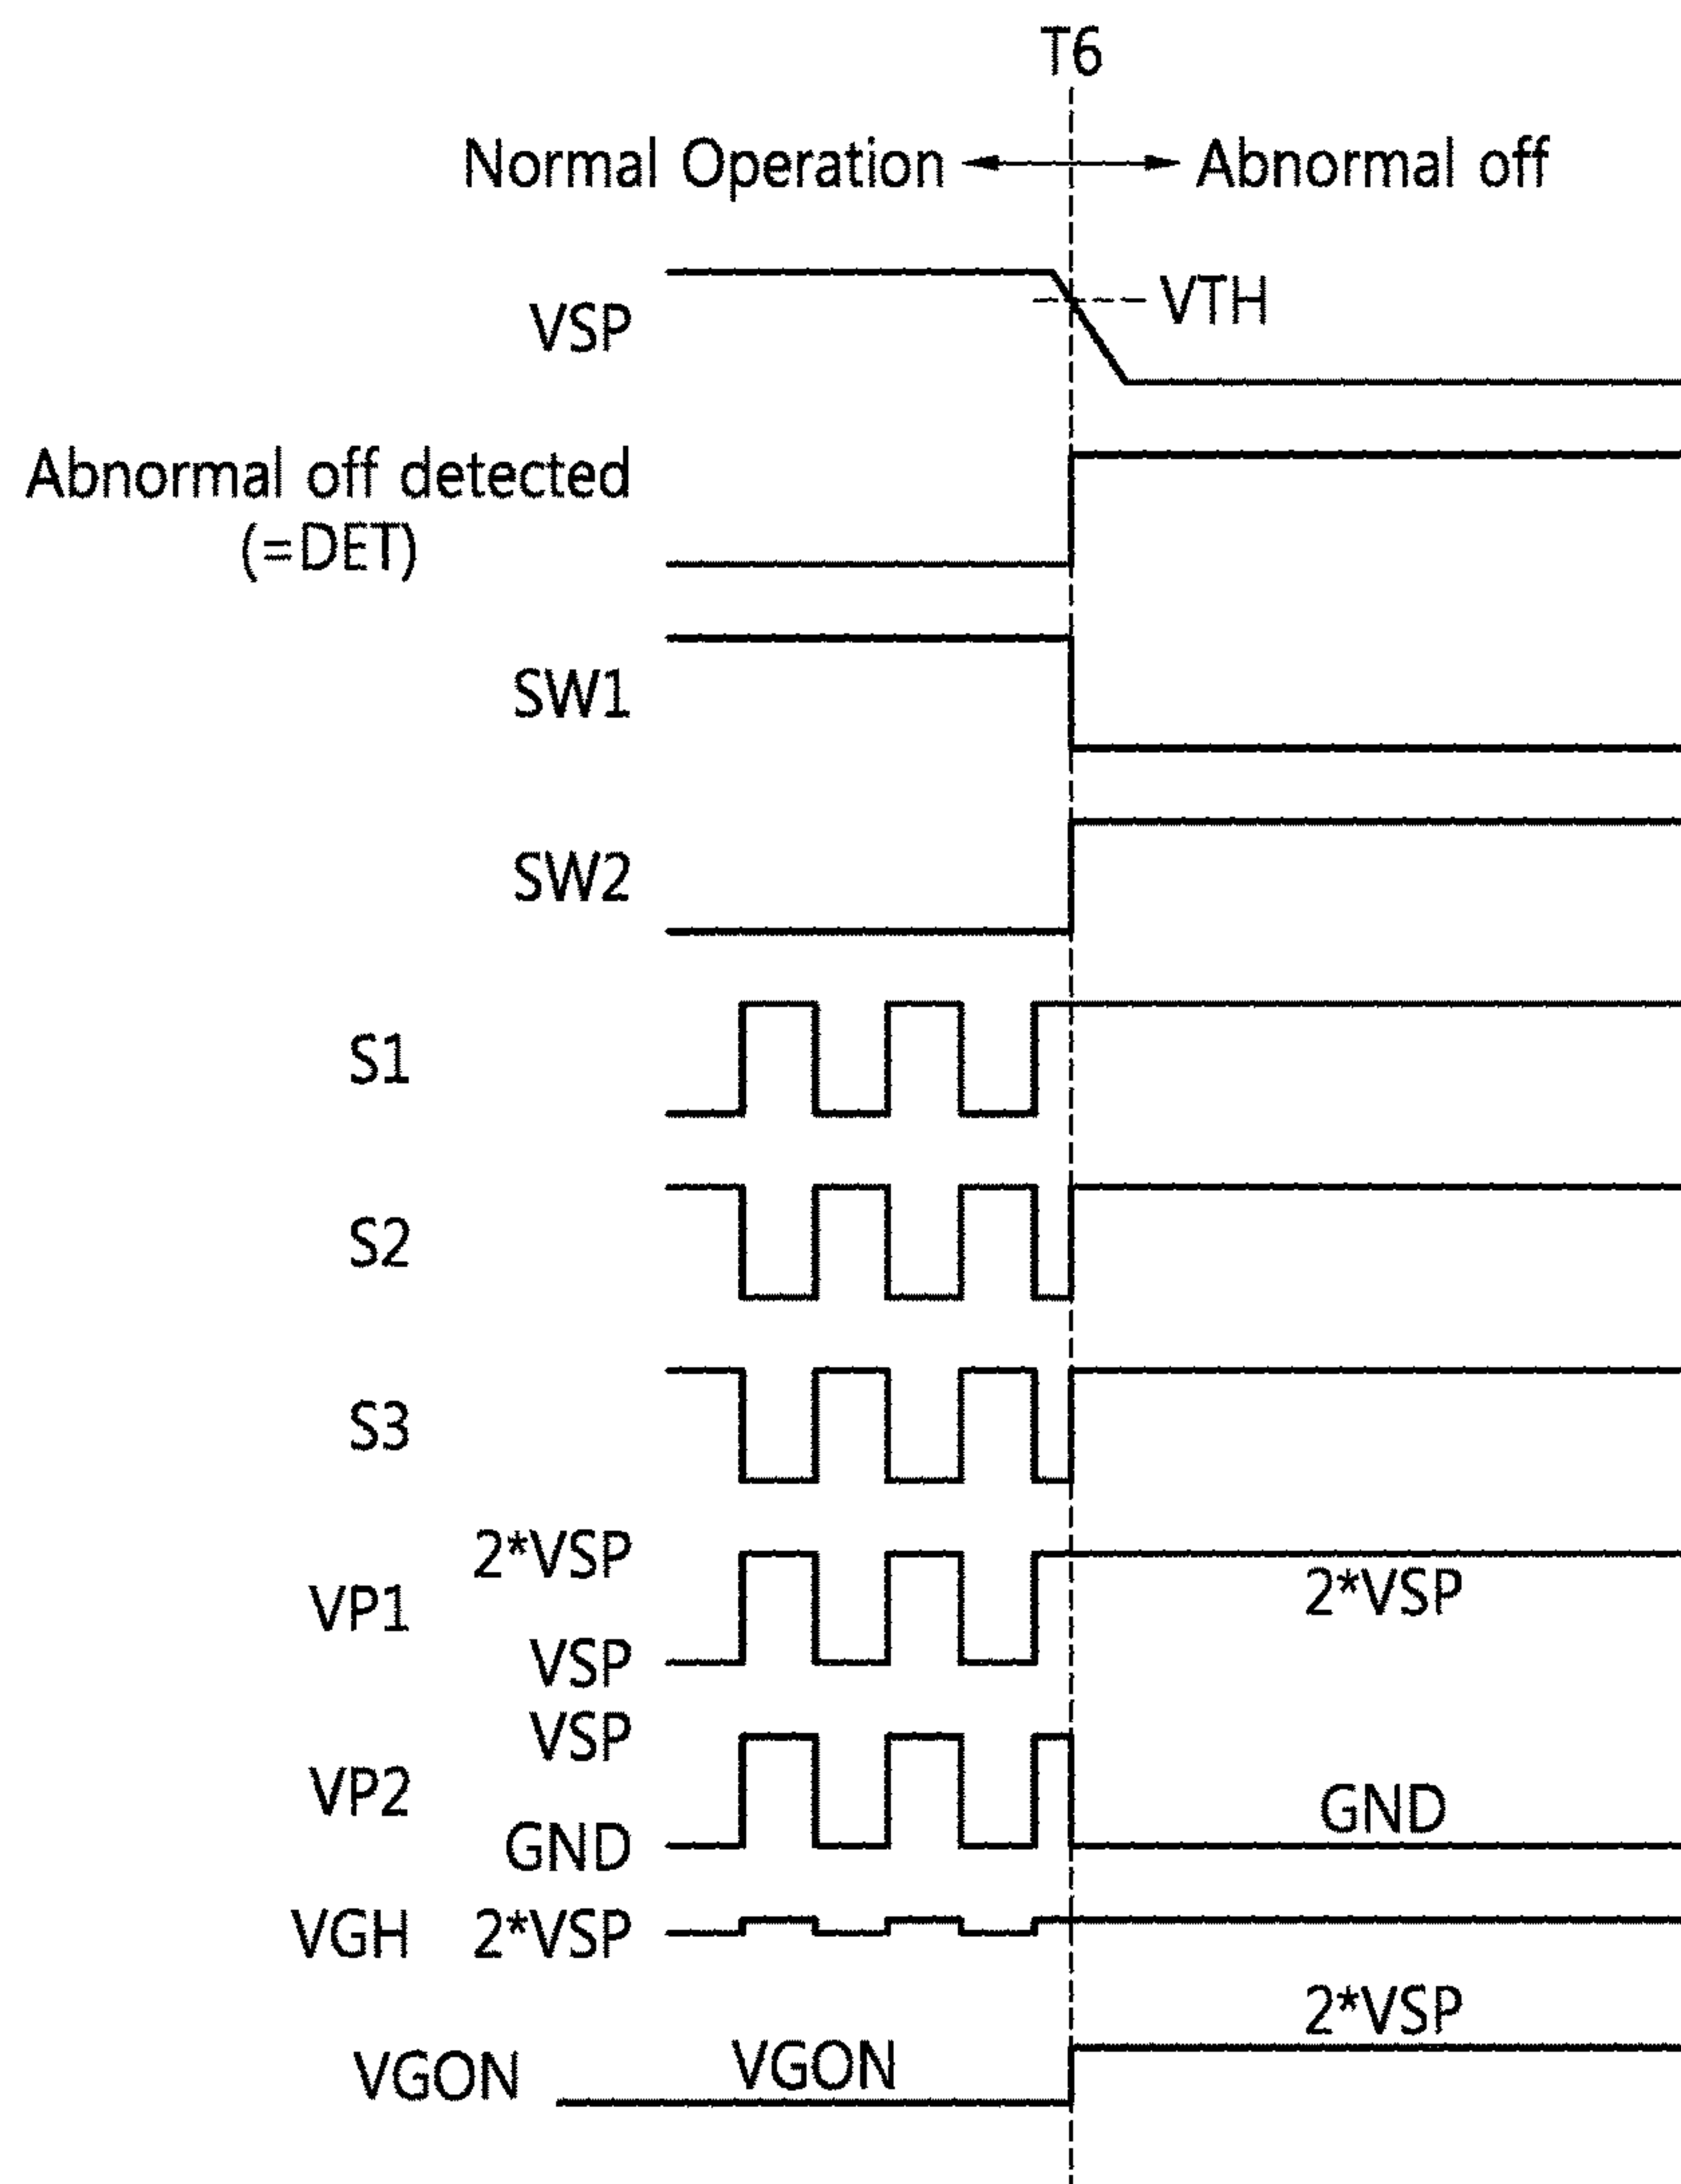 T6
Normal Operation Abnormal off
VSP VTH
Abnormal off detected
(=DET)
SW1
SW2
S1
S2
S3
2*VSP
VP1 2*VSP
VSP
VSP
VP2 GND
GND
VGH 2*VSP
2*VSP
VGON VGON